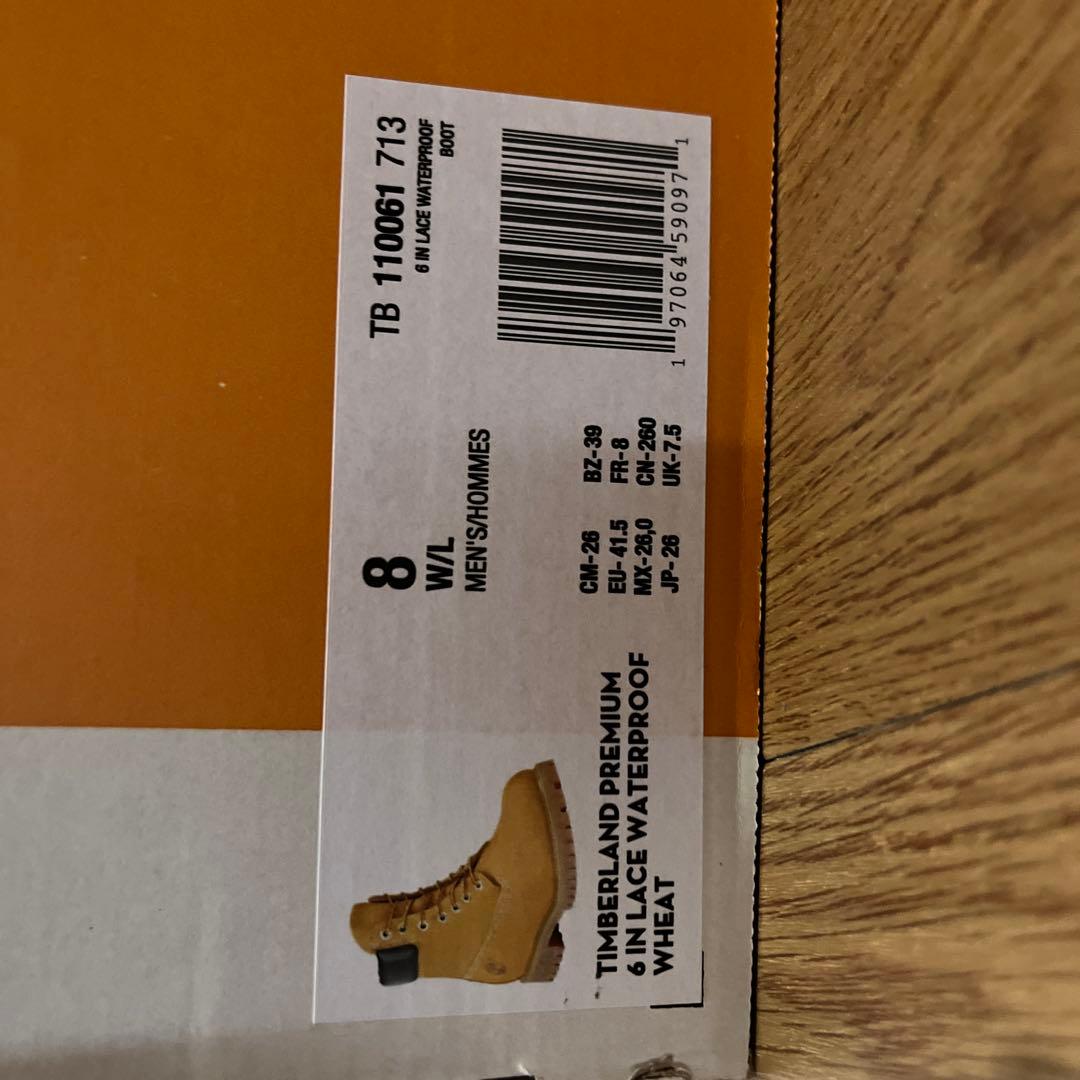 TB 110061 713
6 IN LACE WATERPROOF
BOOT
1 97064 59097 1
8
W/L
MEN'S/HOMMES
CM-26 BZ-39
EU-41.5 FR-8
MX-26,0 CN-260
JP-26 UK-7.5
TIMBERLAND PREMIUM
6 IN LACE WATERPROOF
WHEAT